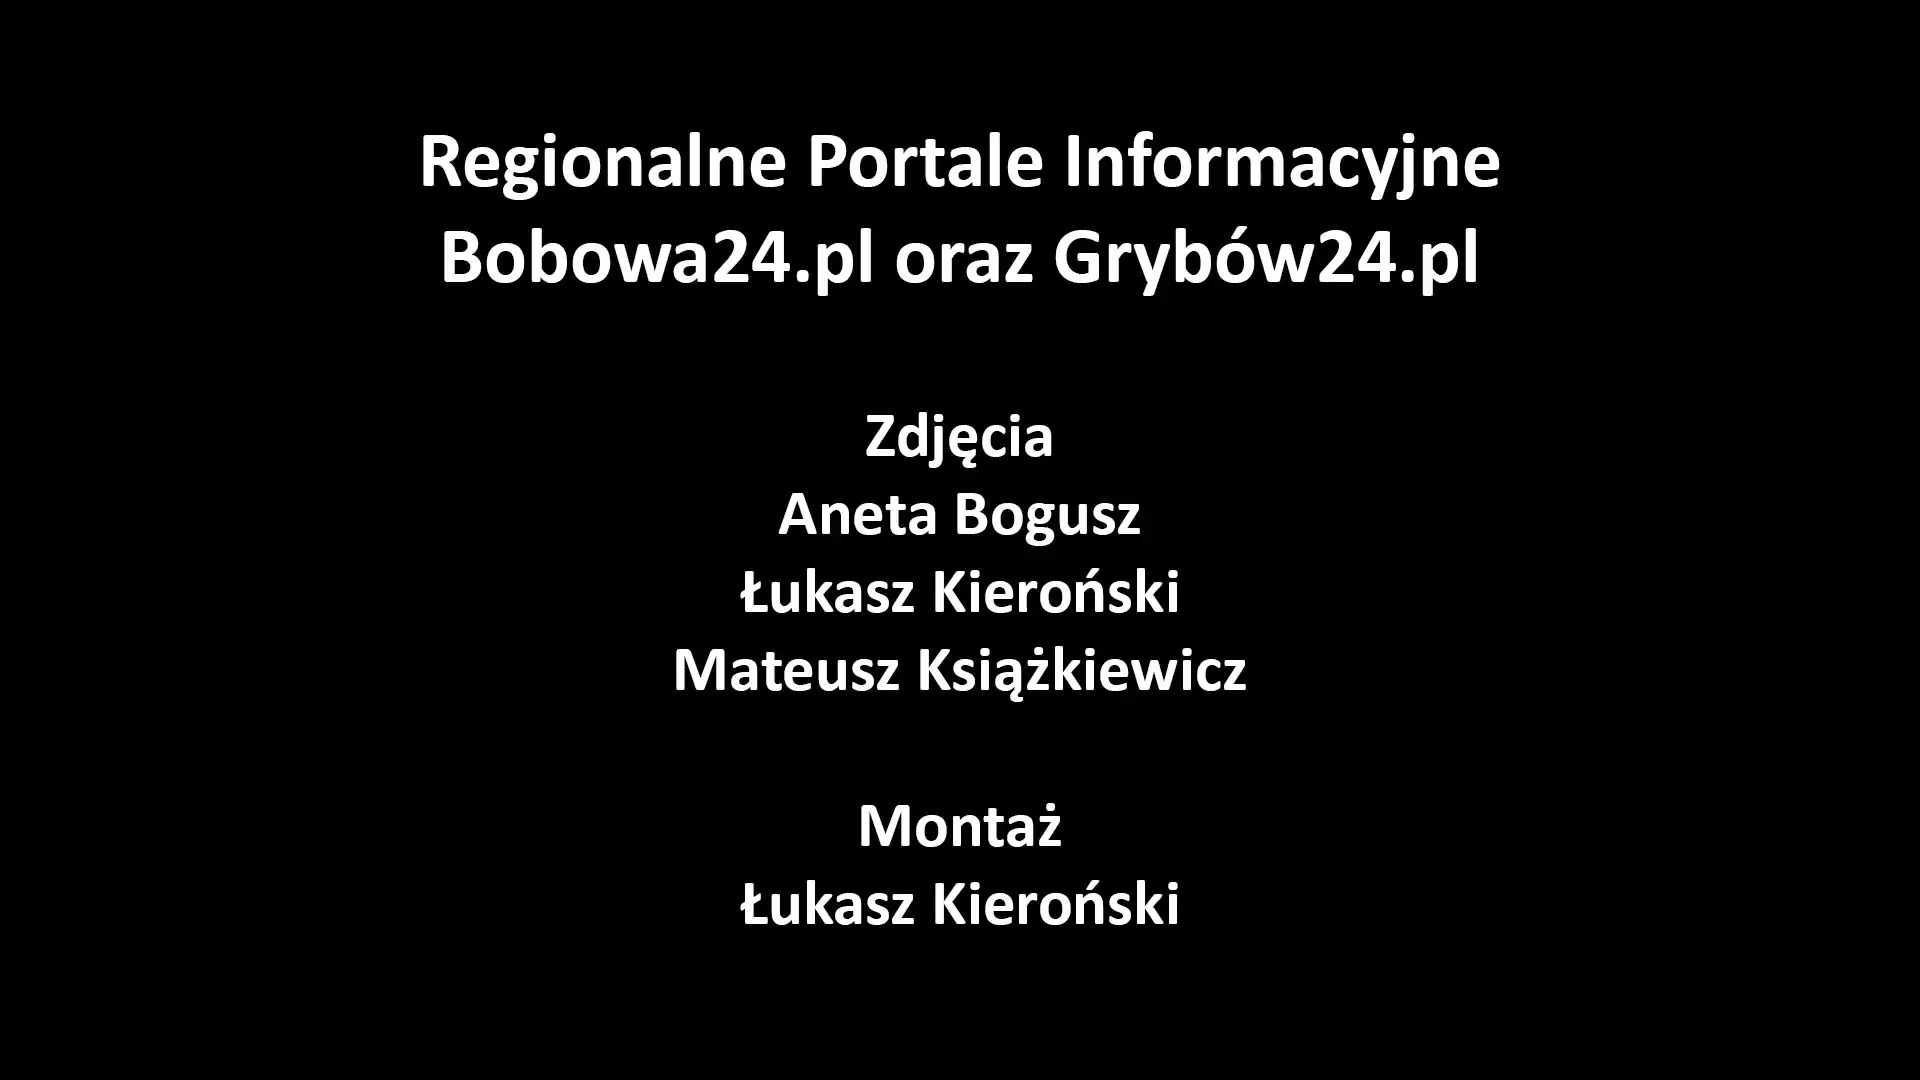 Regionalne Portale Informacyjne
Bobowa24.pl oraz Grybów24.pl
Zdjęcia
Aneta Bogusz
Łukasz Kieroński
Mateusz Książkiewicz
Montaż
Łukasz Kieroński